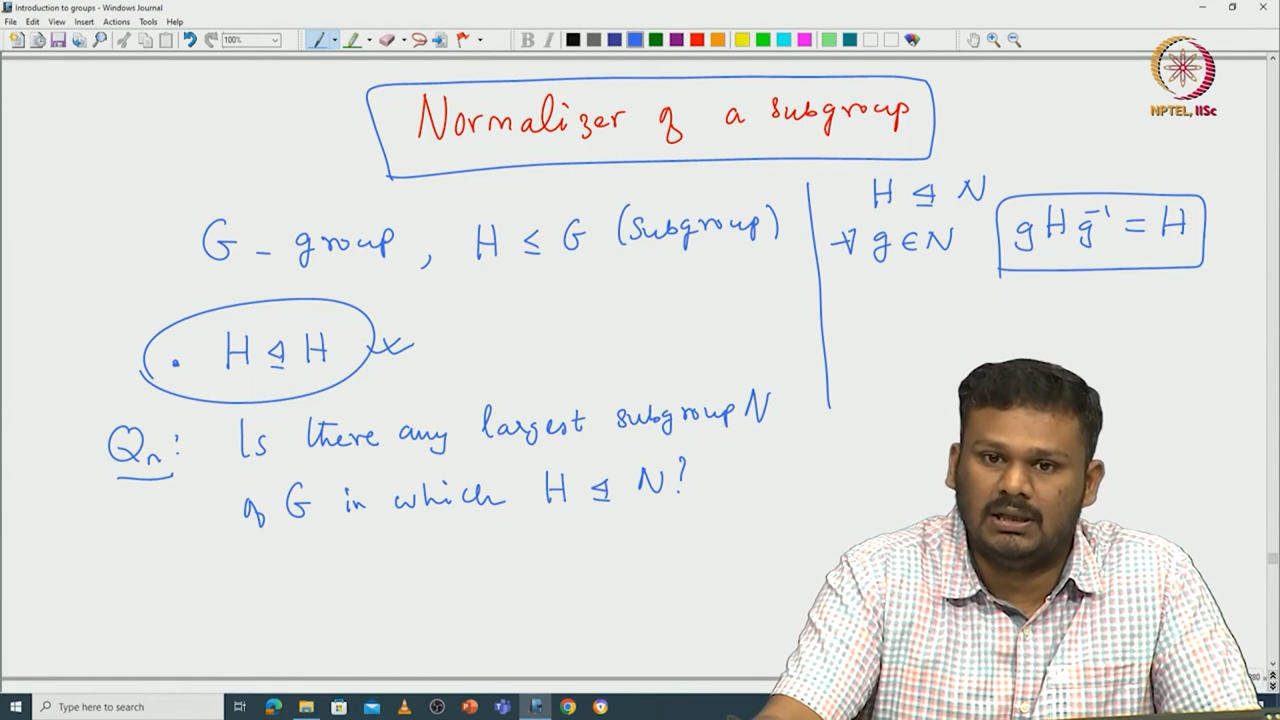 Introduction to groups - Windows Journal
File Edit View Insert Actions Tools Help
100%
B I
NPTEL, IISc
Normalizer of a subgroup
G - group, H ≤ G (subgroup)
H ⊴ N
∀ g ∈ N gHg⁻¹ = H
. H ⊴ H
Qn: Is there any largest subgroup N
of G in which H ⊴ N?
Type here to search